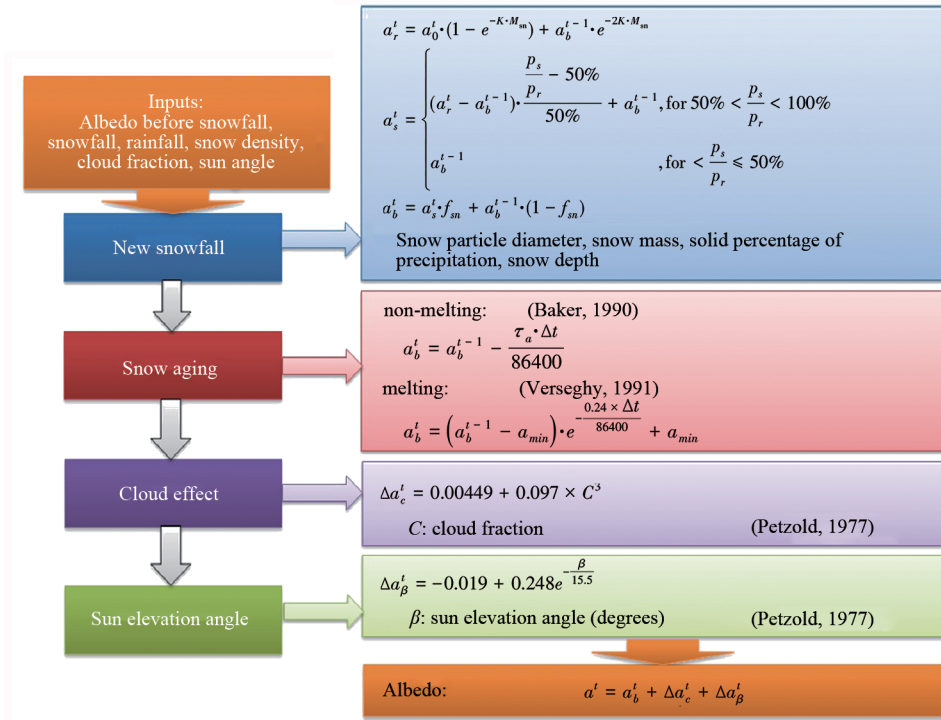 Inputs:
Albedo before snowfall,
snowfall, rainfall, snow density,
cloud fraction, sun angle
New snowfall
a_r^t = a_0^t·(1 − e^{−K·M_sn}) + a_b^{t−1}·e^{−2K·M_sn}
a_s^t = { (a_r^t − a_b^{t−1})·(p_s/p_r − 50%)/50% + a_b^{t−1}, for 50% < p_s/p_r < 100%
a_b^{t−1} , for < p_s/p_r ⩽ 50%
a_b^t = a_s^t·f_sn + a_b^{t−1}·(1 − f_sn)
Snow particle diameter, snow mass, solid percentage of
precipitation, snow depth
Snow aging
non-melting: (Baker, 1990)
a_b^t = a_b^{t−1} − (τ_a·Δt)/86400
melting: (Verseghy, 1991)
a_b^t = (a_b^{t−1} − a_min)·e^{−(0.24 × Δt)/86400} + a_min
Cloud effect
Δa_c^t = 0.00449 + 0.097 × C^3
C: cloud fraction (Petzold, 1977)
Sun elevation angle
Δa_β^t = −0.019 + 0.248e^{−β/15.5}
β: sun elevation angle (degrees) (Petzold, 1977)
Albedo: a^t = a_b^t + Δa_c^t + Δa_β^t